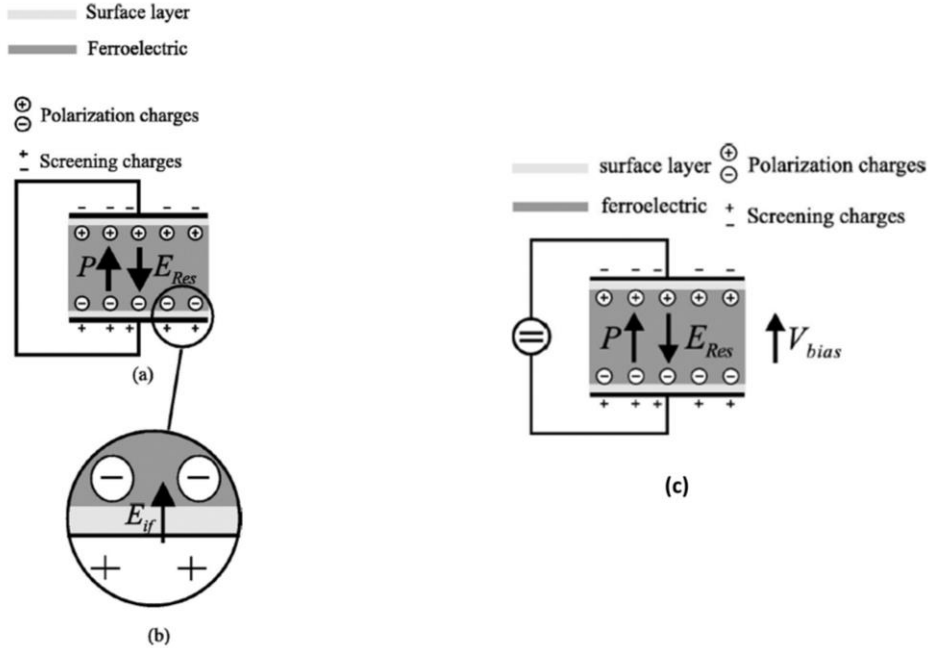 Surface layer
Ferroelectric
⊕
⊖ Polarization charges
+
− Screening charges
− − − − −
⊕ ⊕ ⊕ ⊕ ⊕
P E_Res
⊖ ⊖ ⊖ ⊖ ⊖
+ + + + +
(a)
− −
E_if
+ +
(b)
surface layer
ferroelectric
⊕
⊖ Polarization charges
+
− Screening charges
− − − − −
⊕ ⊕ ⊕ ⊕ ⊕
=
P E_Res V_bias
⊖ ⊖ ⊖ ⊖ ⊖
+ + + + +
(c)